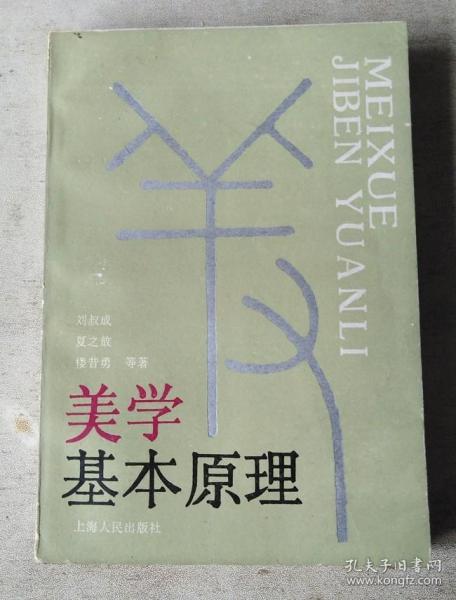 MEIXUE
JIBEN YUANLI
刘叔成
夏之放
楼昔勇 等著
美学
基本原理
上海人民出版社
孔夫子旧书网
www.kongfz.com